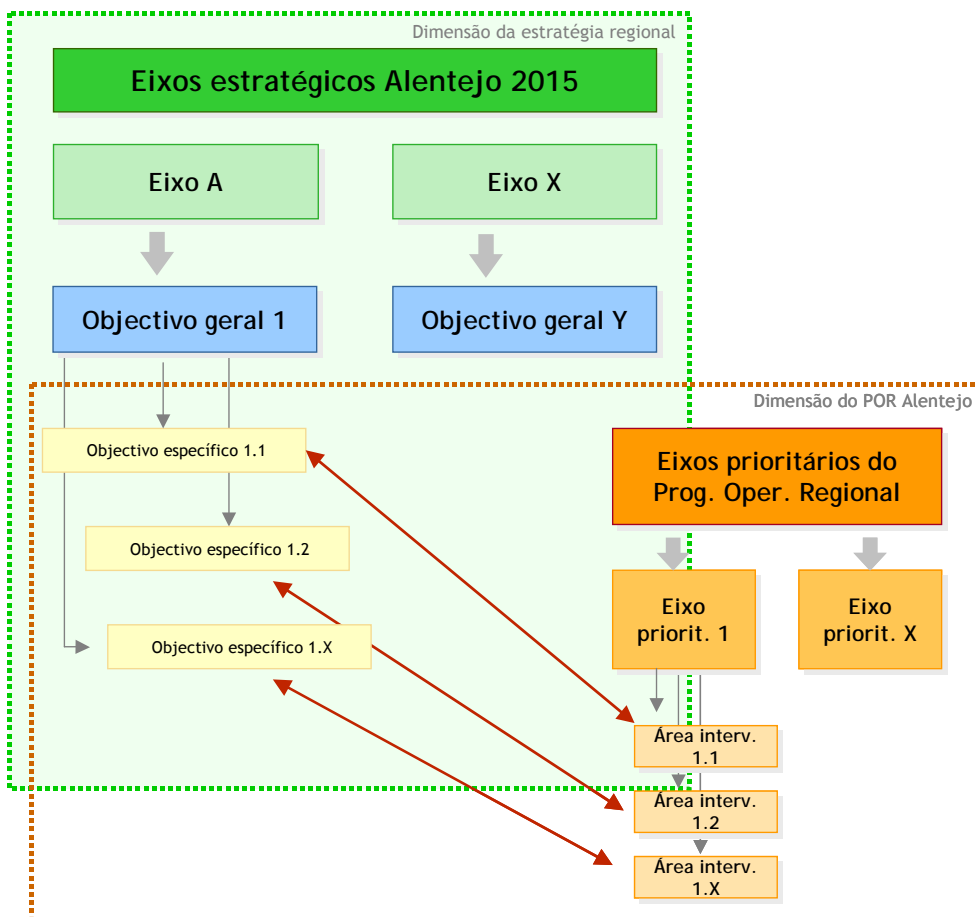 Dimensão da estratégia regional
Eixos estratégicos Alentejo 2015
Eixo A
Eixo X
Objectivo geral 1
Objectivo geral Y
Dimensão do POR Alentejo
Objectivo específico 1.1
Eixos prioritários do
Prog. Oper. Regional
Objectivo específico 1.2
Eixo
priorit. 1
Eixo
priorit. X
Objectivo específico 1.X
Área interv.
1.1
Área interv.
1.2
Área interv.
1.X